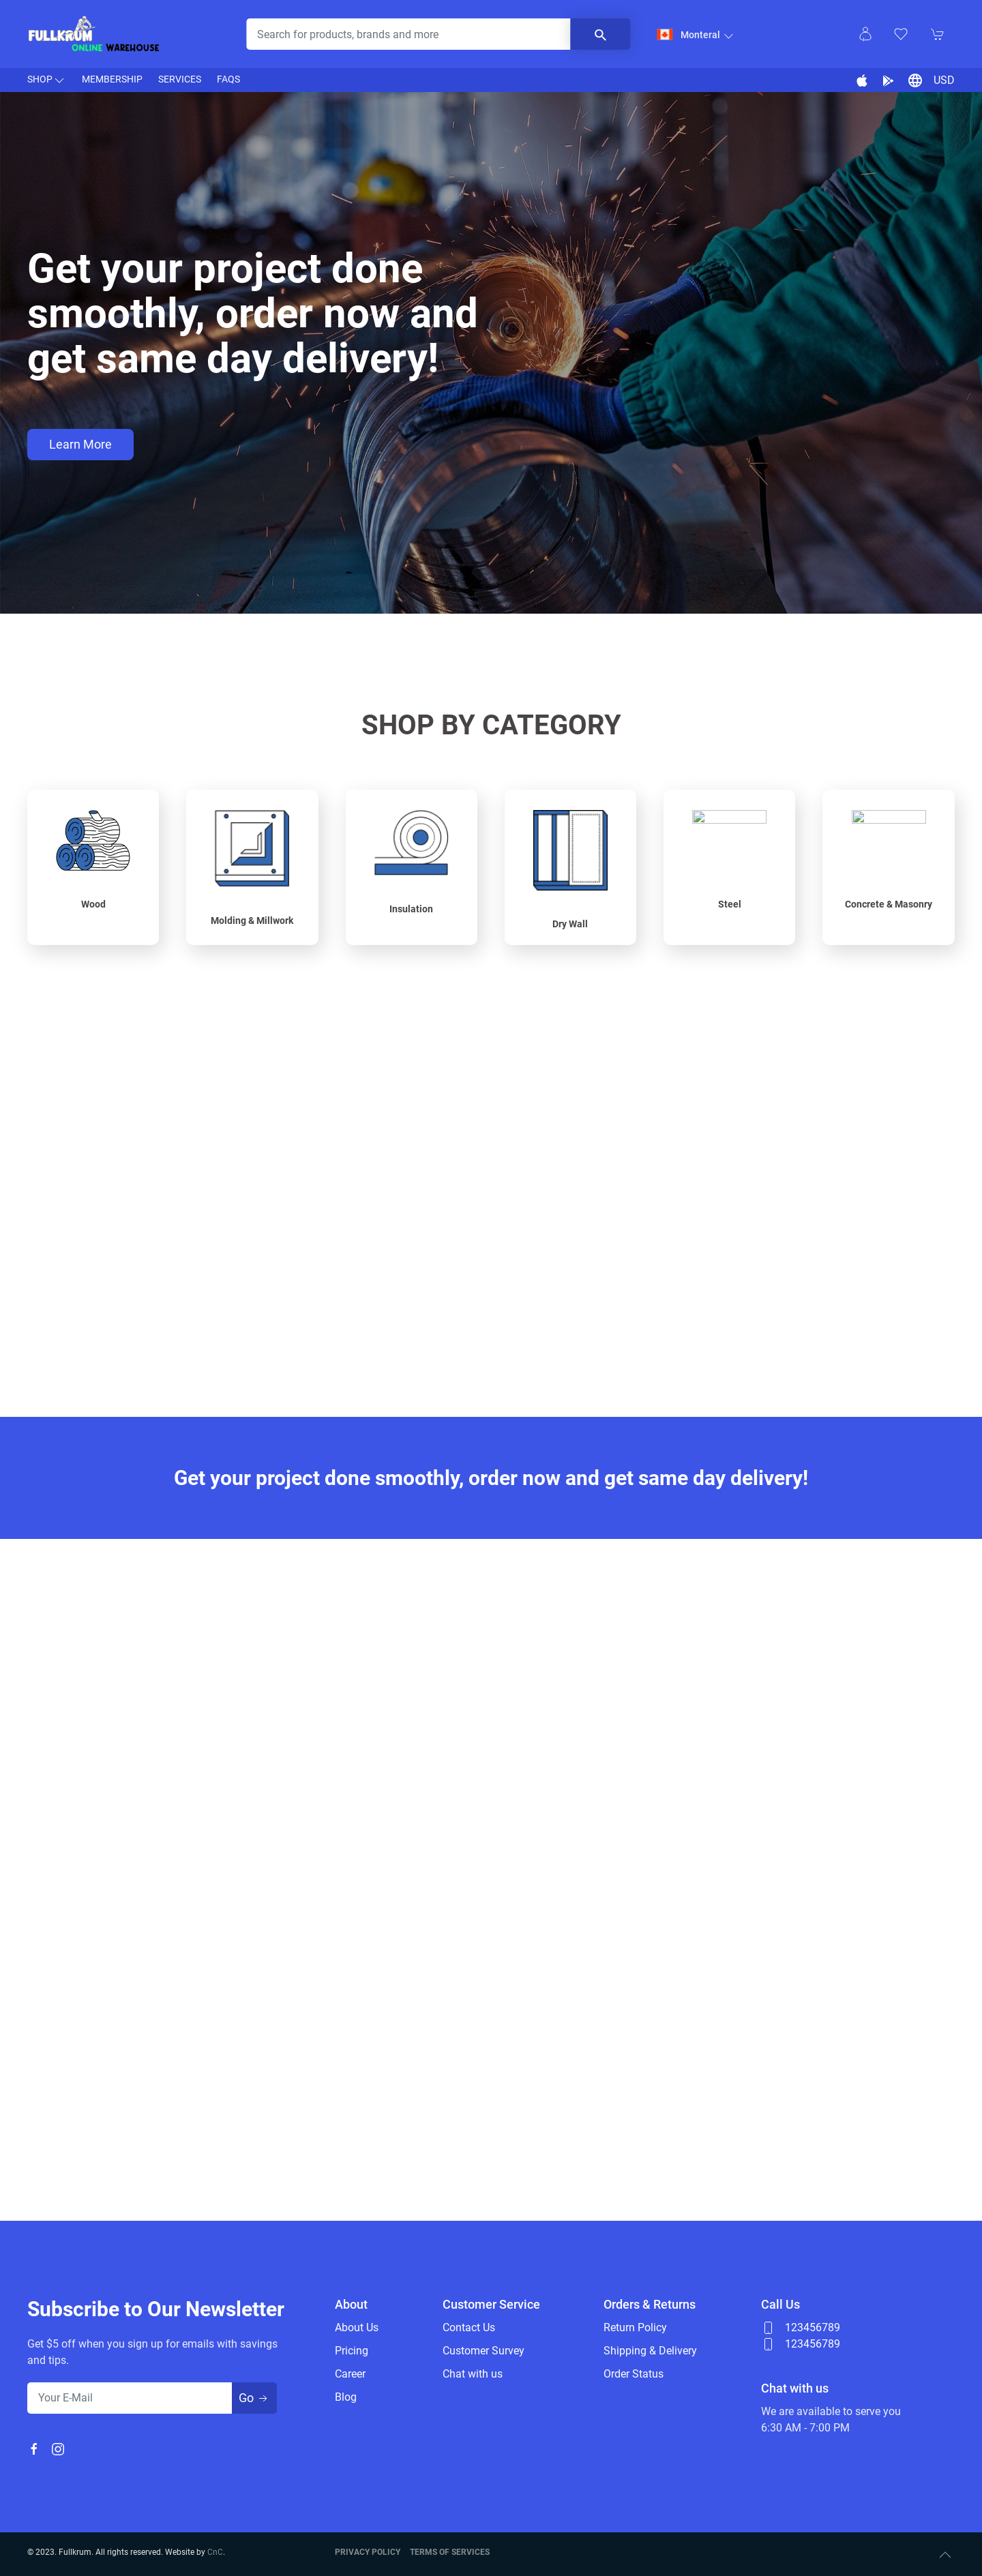 FULLKRUM
ONLINE WAREHOUSE
Search for products, brands and more
Monteral
SHOP
MEMBERSHIP
SERVICES
FAQS
USD
Get your project done
smoothly, order now and
get same day delivery!
Learn More
SHOP BY CATEGORY
Wood
Molding & Millwork
Insulation
Dry Wall
Steel
Concrete & Masonry
Get your project done smoothly, order now and get same day delivery!
Subscribe to Our Newsletter
Get $5 off when you sign up for emails with savings
and tips.
Your E-Mail
Go
About
About Us
Pricing
Career
Blog
Customer Service
Contact Us
Customer Survey
Chat with us
Orders & Returns
Return Policy
Shipping & Delivery
Order Status
Call Us
123456789
123456789
Chat with us
We are available to serve you
6:30 AM - 7:00 PM
© 2023. Fullkrum. All rights reserved. Website by CnC.
PRIVACY POLICY
TERMS OF SERVICES